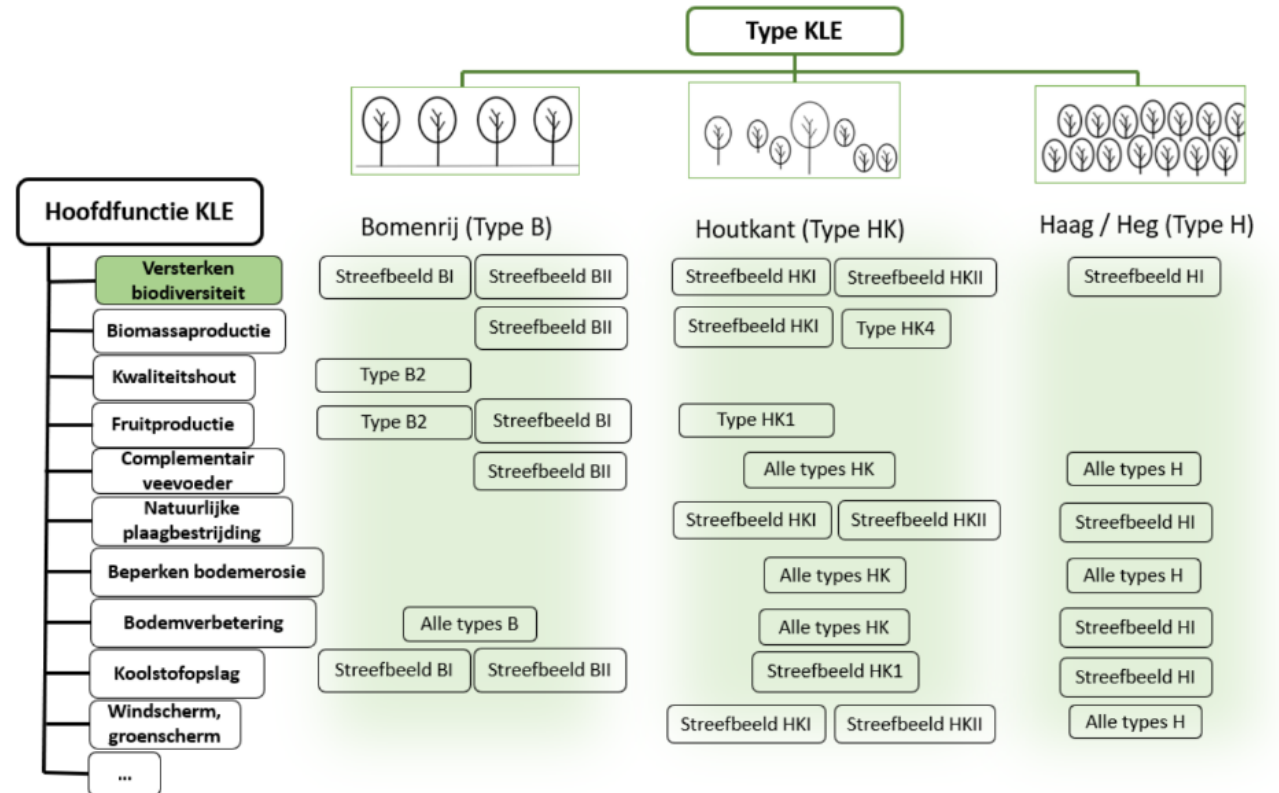 Type KLE
Hoofdfunctie KLE
Bomenrij (Type B)
Houtkant (Type HK)
Haag / Heg (Type H)
Versterken
biodiversiteit
Streefbeeld BI
Streefbeeld BII
Streefbeeld HKI
Streefbeeld HKII
Streefbeeld HI
Biomassaproductie
Streefbeeld BII
Streefbeeld HKI
Type HK4
Kwaliteitshout
Type B2
Fruitproductie
Type B2
Streefbeeld BI
Type HK1
Complementair
veevoeder
Streefbeeld BII
Alle types HK
Alle types H
Natuurlijke
plaagbestrijding
Streefbeeld HKI
Streefbeeld HKII
Streefbeeld HI
Beperken bodemerosie
Alle types HK
Alle types H
Bodemverbetering
Alle types B
Alle types HK
Streefbeeld HI
Koolstofopslag
Streefbeeld BI
Streefbeeld BII
Streefbeeld HK1
Streefbeeld HI
Windscherm,
groenscherm
Streefbeeld HKI
Streefbeeld HKII
Alle types H
...